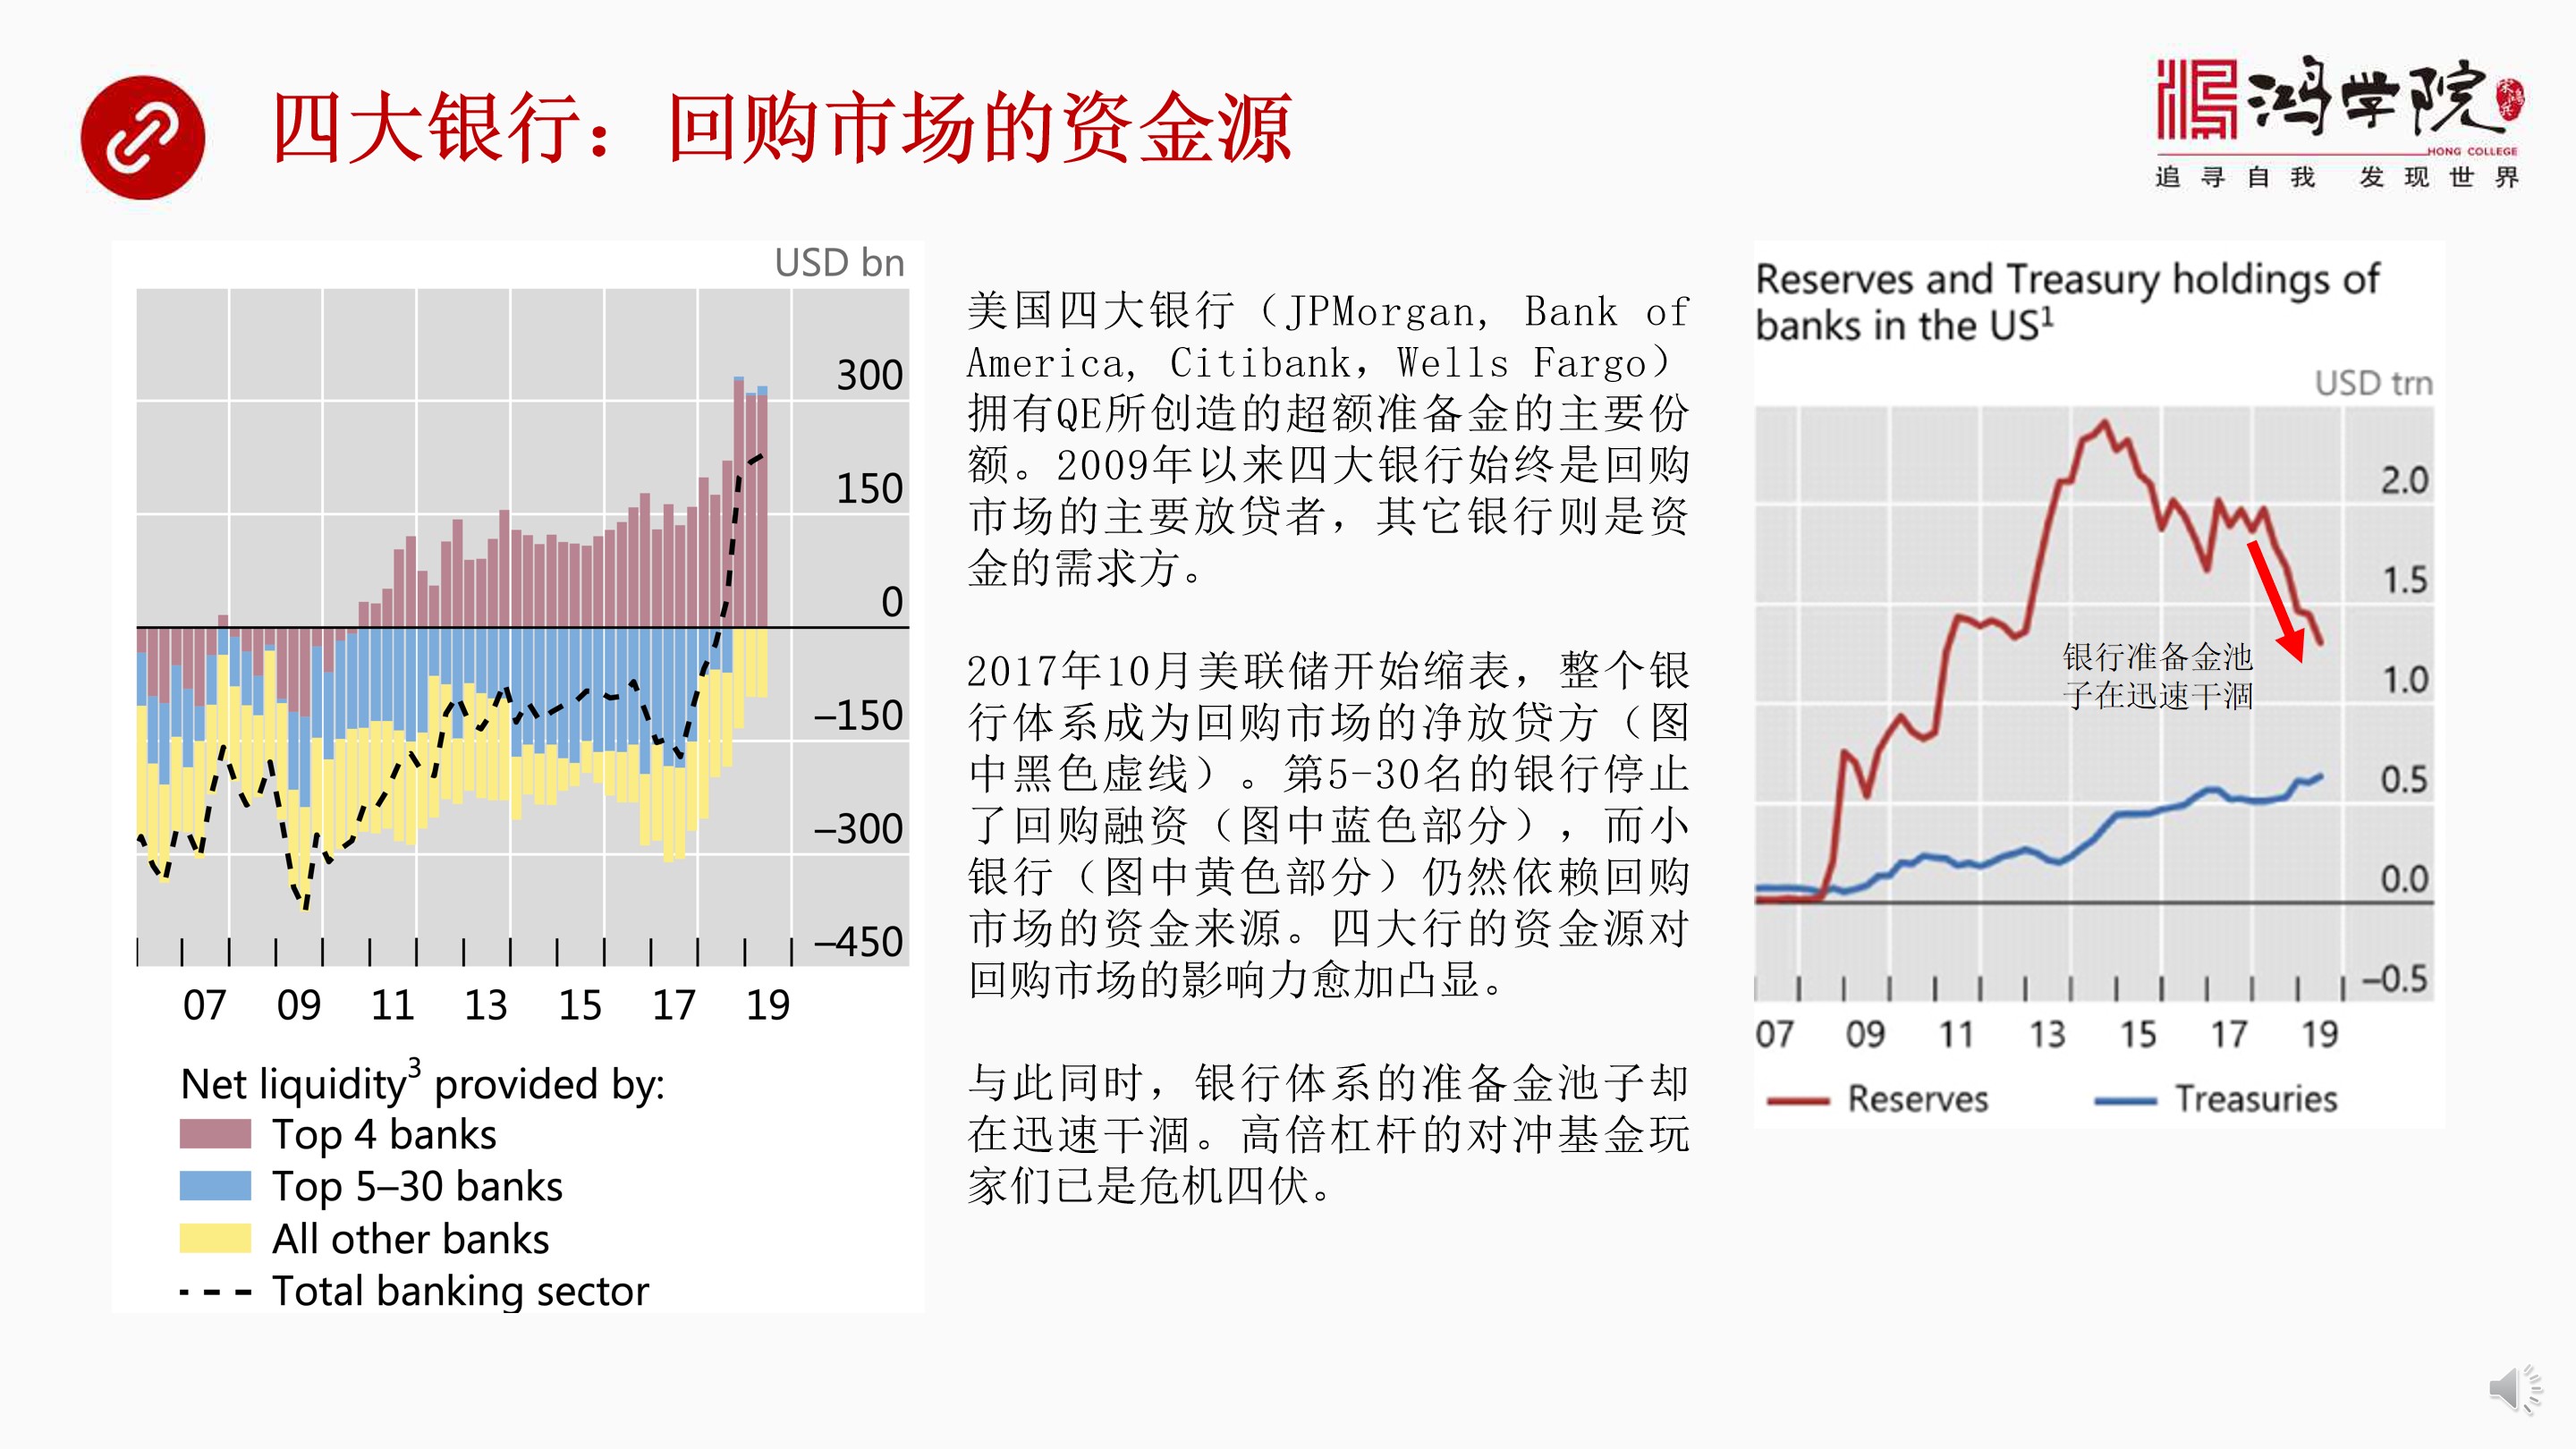 四大银行：回购市场的资金源
鸿学院
HONG COLLEGE
追寻自我 发现世界
USD bn
300
150
0
–150
–300
–450
07 09 11 13 15 17 19
Net liquidity³ provided by:
Top 4 banks
Top 5–30 banks
All other banks
Total banking sector
美国四大银行（JPMorgan, Bank of
America, Citibank，Wells Fargo）
拥有QE所创造的超额准备金的主要份
额。2009年以来四大银行始终是回购
市场的主要放贷者，其它银行则是资
金的需求方。
2017年10月美联储开始缩表，整个银
行体系成为回购市场的净放贷方（图
中黑色虚线）。第5-30名的银行停止
了回购融资（图中蓝色部分），而小
银行（图中黄色部分）仍然依赖回购
市场的资金来源。四大行的资金源对
回购市场的影响力愈加凸显。
与此同时，银行体系的准备金池子却
在迅速干涸。高倍杠杆的对冲基金玩
家们已是危机四伏。
Reserves and Treasury holdings of
banks in the US¹
USD trn
2.0
1.5
银行准备金池
子在迅速干涸
1.0
0.5
0.0
–0.5
07 09 11 13 15 17 19
Reserves Treasuries